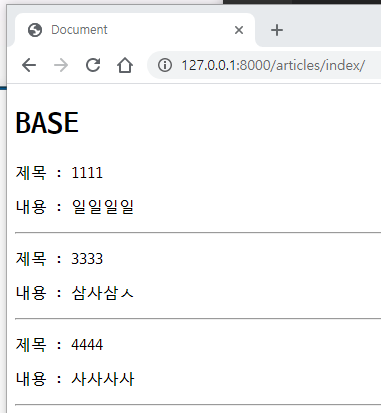 Document
127.0.0.1:8000/articles/index/
BASE
제목 : 1111
내용 : 일일일일
제목 : 3333
내용 : 삼사삼ㅅ
제목 : 4444
내용 : 사사사사